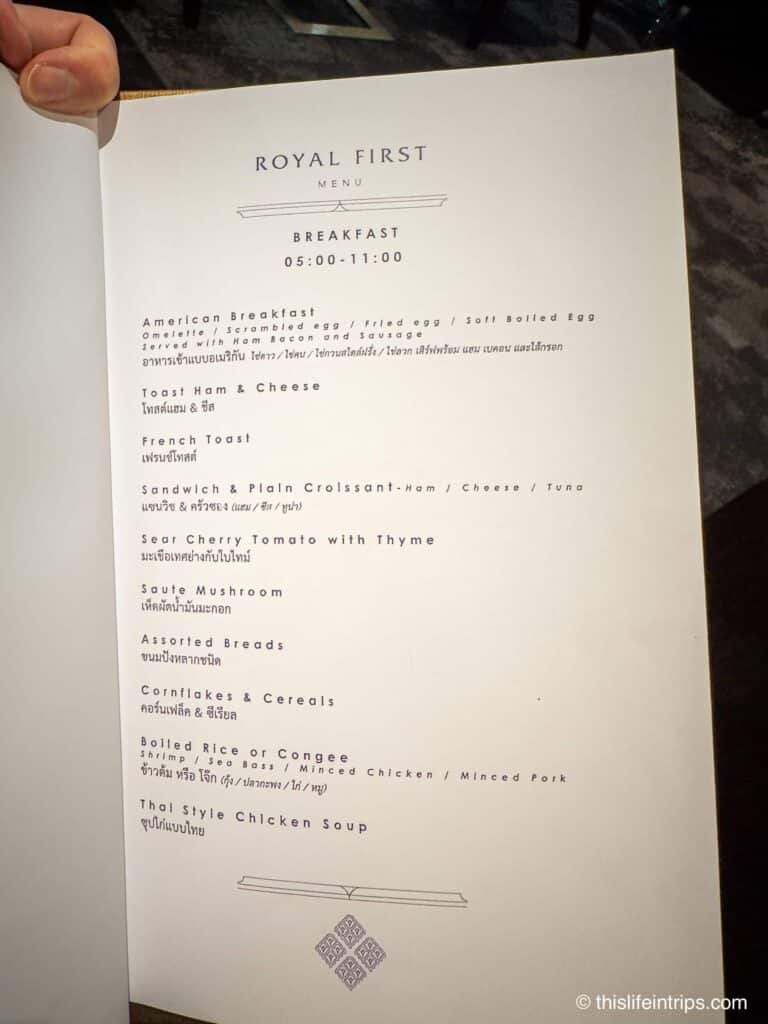 ROYAL FIRST
MENU
BREAKFAST
05:00-11:00
American Breakfast
Omelette / Scrambled egg / Fried egg / Soft Boiled Egg
Served with Ham Bacon and Sausage
อาหารเช้าแบบอเมริกัน ไข่ดาว / ไข่คน / ไข่กวนสไตล์ฝรั่ง / ไข่ลวก เสิร์ฟพร้อม แฮม เบคอน และไส้กรอก
Toast Ham & Cheese
โทสต์แฮม & ชีส
French Toast
เฟรนช์โทสต์
Sandwich & Plain Croissant-Ham / Cheese / Tuna
แซนวิช & ครัวซอง (แฮม / ชีส / ทูน่า)
Sear Cherry Tomato with Thyme
มะเขือเทศย่างกับใบไทม์
Saute Mushroom
เห็ดผัดน้ำมันมะกอก
Assorted Breads
ขนมปังหลากชนิด
Cornflakes & Cereals
คอร์นเฟล็ค & ซีเรียล
Boiled Rice or Congee
Shrimp / Sea Bass / Minced Chicken / Minced Pork
ข้าวต้ม หรือ โจ๊ก (กุ้ง / ปลากะพง / ไก่ / หมู)
Thai Style Chicken Soup
ซุปไก่แบบไทย
© thislifeintrips.com